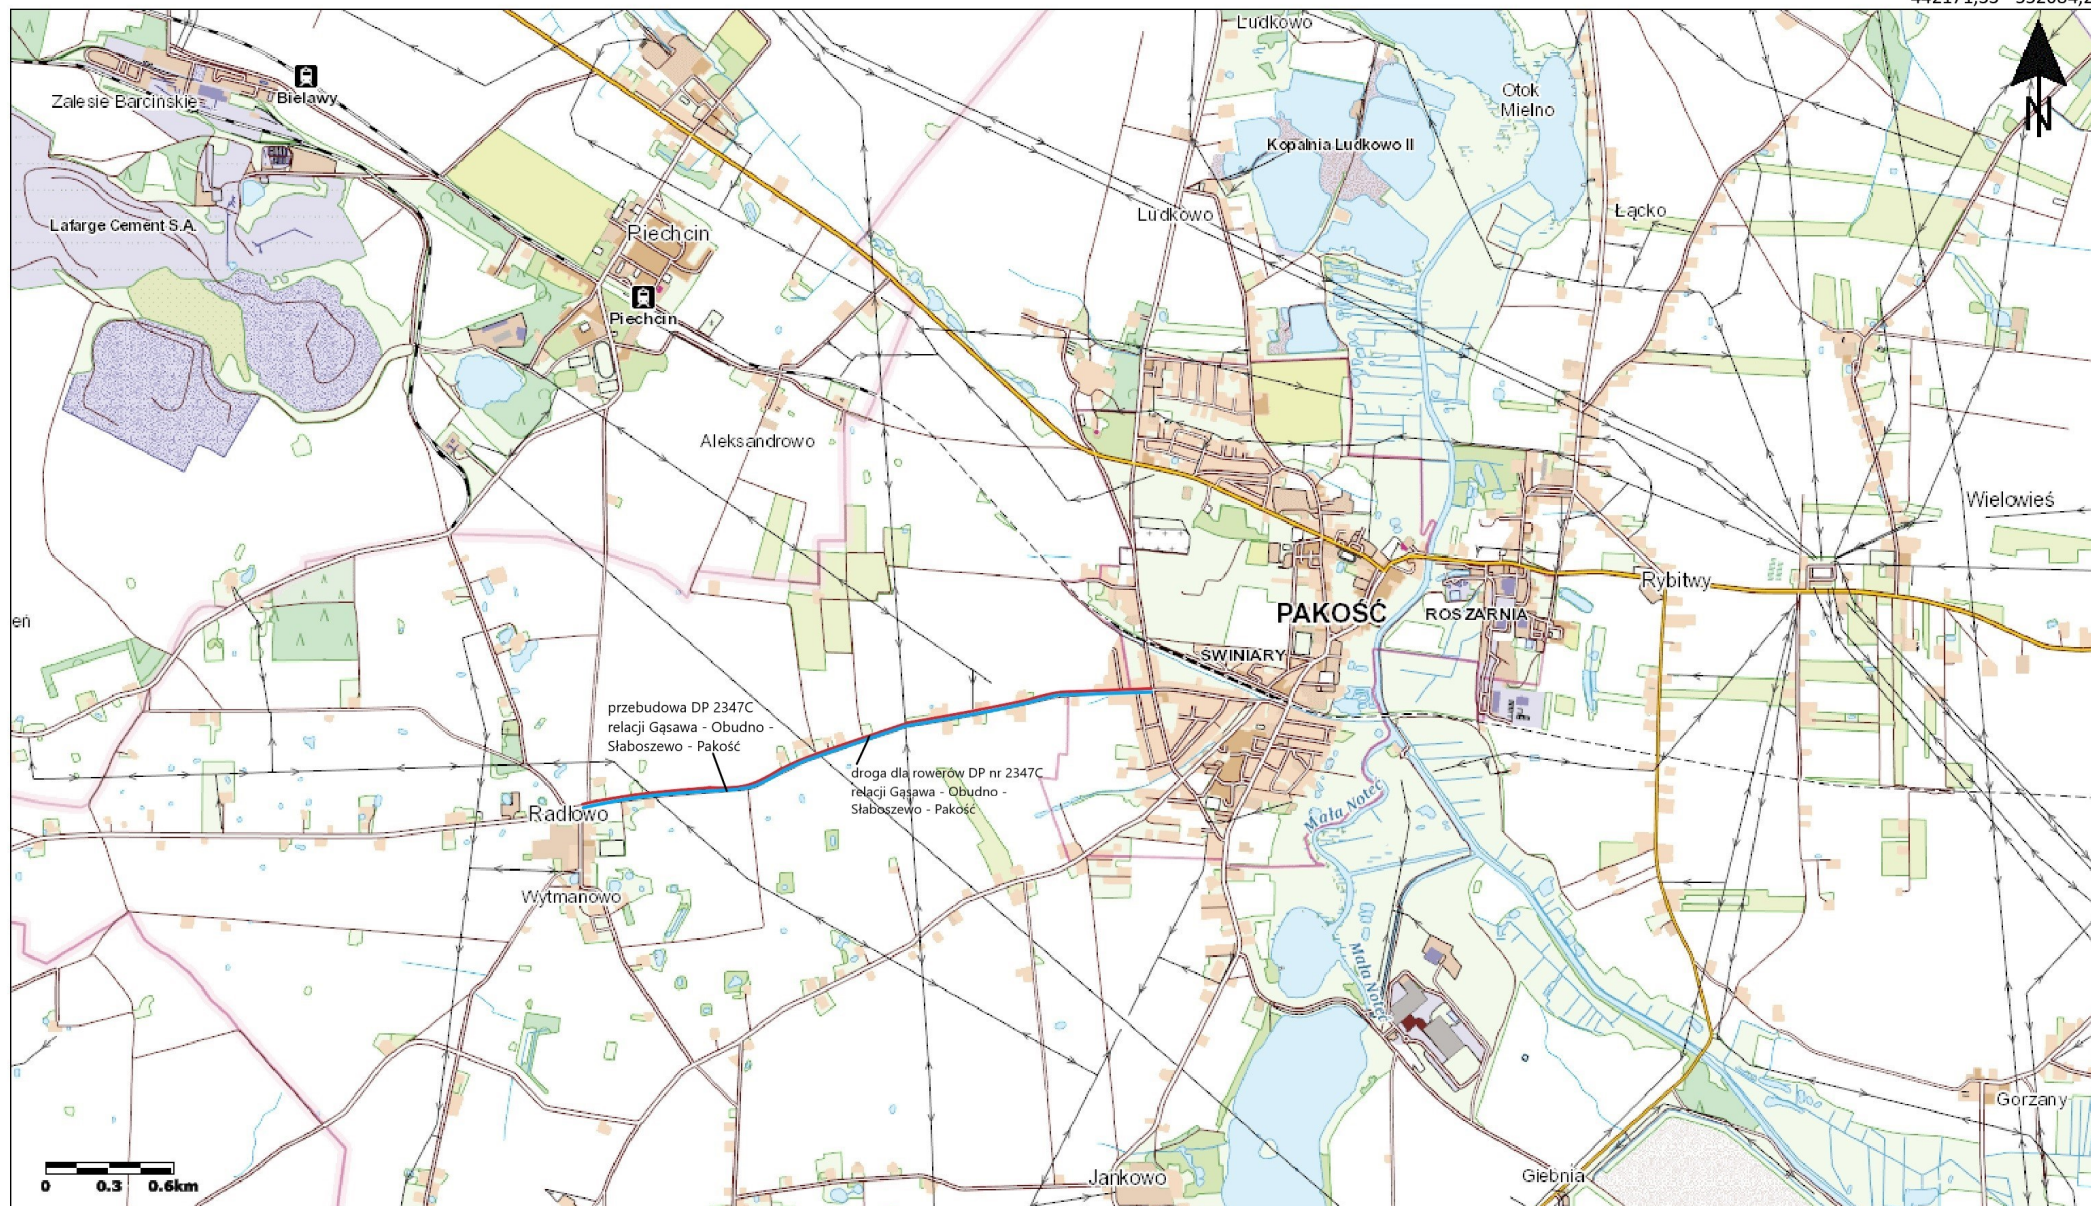 Ludkowo
Zalesie Barcińskie
Bielawy
Otok
Mielno
N
Kopalnia Ludkowo II
Lafarge Cement S.A.
Piechcin
Ludkowo
Łącko
Piechcin
Aleksandrowo
Wielowieś
Rybitwy
PAKOŚĆ
ROSZARNIA
eń
ŚWINIARY
przebudowa DP 2347C
relacji Gąsawa - Obudno -
Słaboszewo - Pakość
droga dla rowerów DP nr 2347C
relacji Gąsawa - Obudno -
Słaboszewo - Pakość
Radłowo
Mała Noteć
Wytmanowo
Mała Noteć
Gorzany
Jankowo
Giebnia
0 0.3 0.6km